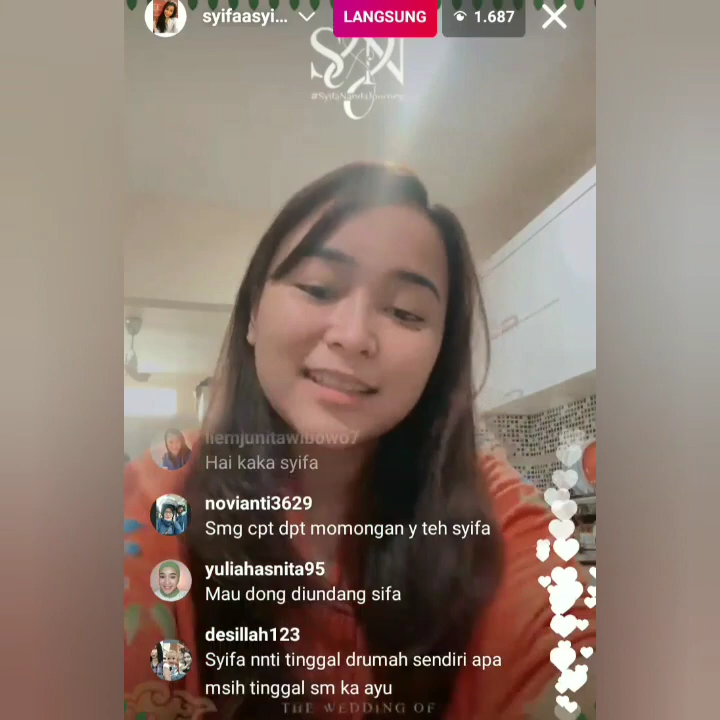 syifaasyi...
LANGSUNG
1.687
#SyifaNandaJourney
Hai kaka syifa
novianti3629
Smg cpt dpt momongan y teh syifa
yuliahasnita95
Mau dong diundang sifa
desillah123
Syifa nnti tinggal drumah sendiri apa
msih tinggal sm ka ayu
THE WEDDING OF